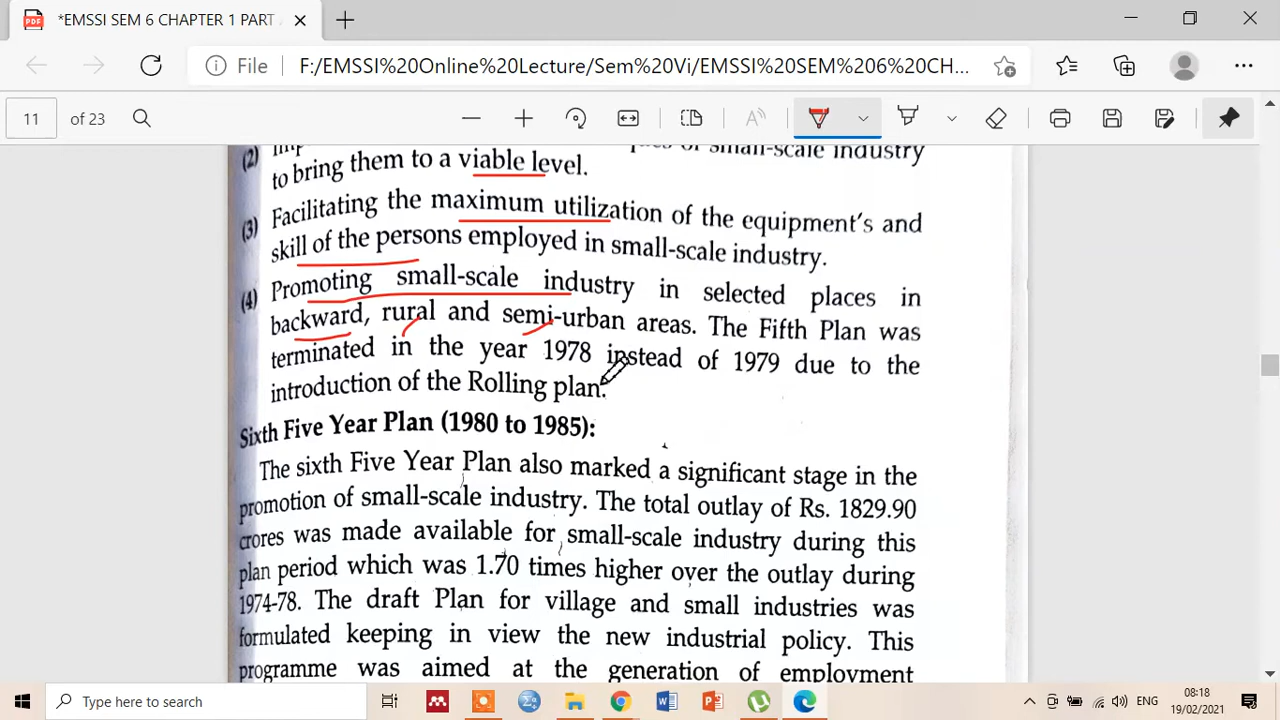 *EMSSI SEM 6 CHAPTER 1 PART
File F:/EMSSI%20Online%20Lecture/Sem%20Vi/EMSSI%20SEM%206%20CH...
11 of 23
(2) of small-scale industry
to bring them to a viable level.
(3) Facilitating the maximum utilization of the equipment's and
skill of the persons employed in small-scale industry.
(4) Promoting small-scale industry in selected places in
backward, rural and semi-urban areas. The Fifth Plan was
terminated in the year 1978 instead of 1979 due to the
introduction of the Rolling plan.
Sixth Five Year Plan (1980 to 1985):
The sixth Five Year Plan also marked a significant stage in the
promotion of small-scale industry. The total outlay of Rs. 1829.90
crores was made available for small-scale industry during this
plan period which was 1.70 times higher over the outlay during
1974-78. The draft Plan for village and small industries was
formulated keeping in view the new industrial policy. This
programme was aimed at the generation of employment
Type here to search
ENG
08:18
19/02/2021